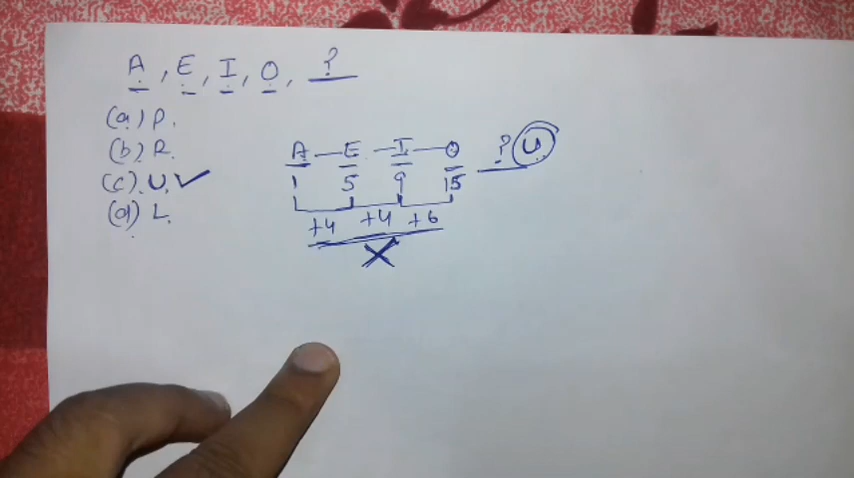 A, E, I, O, ?
(a) P.
(b) R.
(c) U. ✓
(d) L.
A — E — I — O ? U
1 5 9 15
+4 +4 +6
X